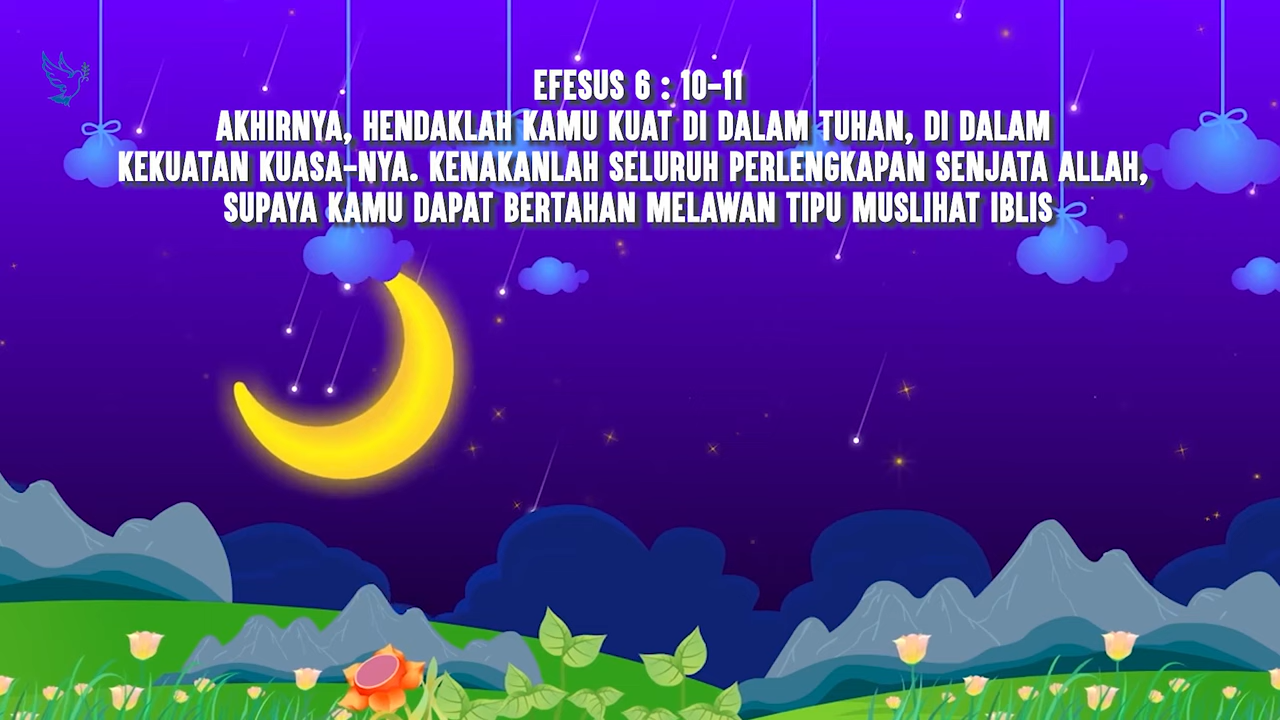 EFESUS 6 : 10-11
AKHIRNYA, HENDAKLAH KAMU KUAT DI DALAM TUHAN, DI DALAM
KEKUATAN KUASA-NYA. KENAKANLAH SELURUH PERLENGKAPAN SENJATA ALLAH,
SUPAYA KAMU DAPAT BERTAHAN MELAWAN TIPU MUSLIHAT IBLIS